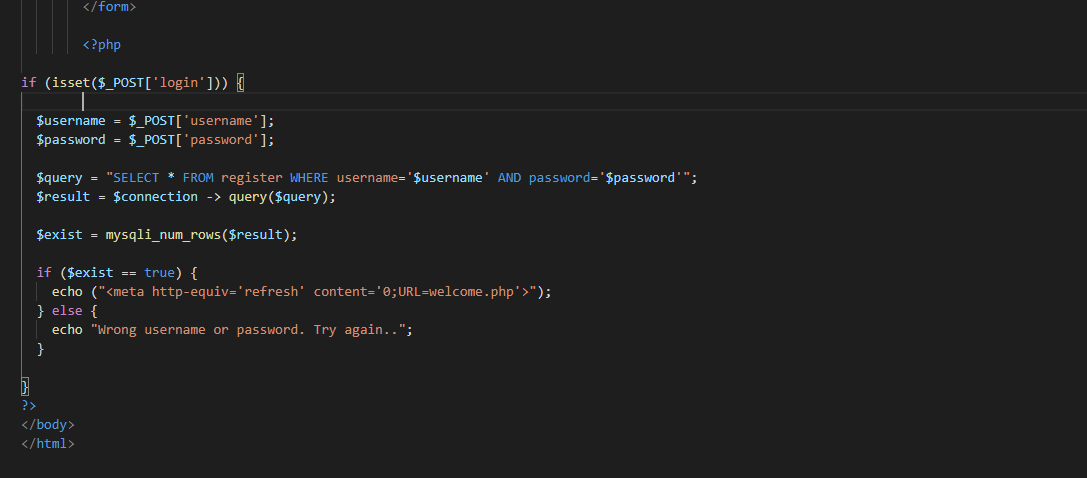 </form>
<?php
if (isset($_POST['login'])) {
$username = $_POST['username'];
$password = $_POST['password'];
$query = "SELECT * FROM register WHERE username='$username' AND password='$password'";
$result = $connection -> query($query);
$exist = mysqli_num_rows($result);
if ($exist == true) {
echo ("<meta http-equiv='refresh' content='0;URL=welcome.php'>");
} else {
echo "Wrong username or password. Try again..";
}
}
?>
</body>
</html>